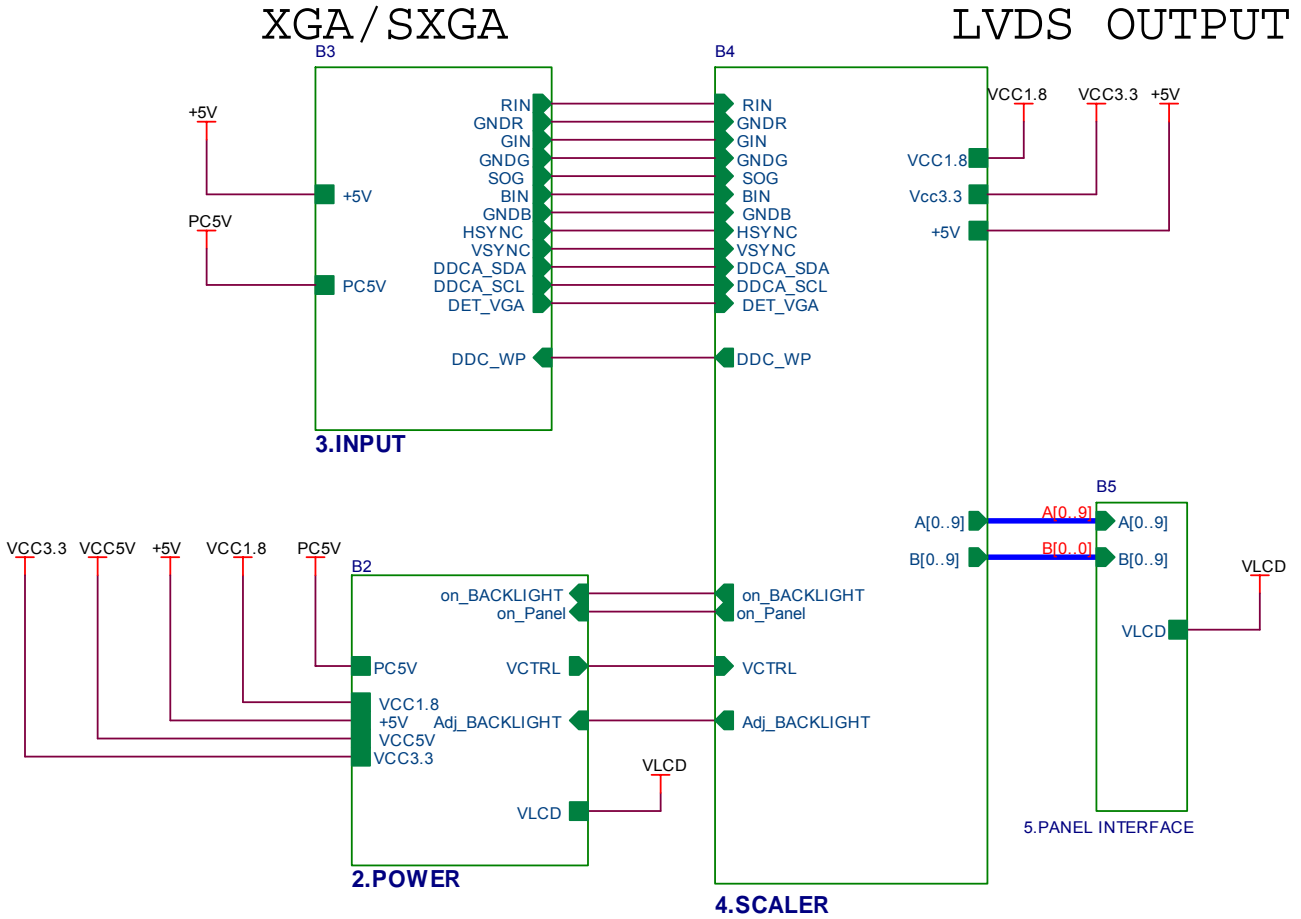 XGA/SXGA
LVDS OUTPUT
B3
+5V
PC5V
+5V
PC5V
RIN
GNDR
GIN
GNDG
SOG
BIN
GNDB
HSYNC
VSYNC
DDCA_SDA
DDCA_SCL
DET_VGA
DDC_WP
3.INPUT
B4
RIN
GNDR
GIN
GNDG
SOG
BIN
GNDB
HSYNC
VSYNC
DDCA_SDA
DDCA_SCL
DET_VGA
DDC_WP
VCC1.8
VCC3.3
+5V
VCC1.8
Vcc3.3
+5V
A[0..9]
B[0..9]
on_BACKLIGHT
on_Panel
VCTRL
Adj_BACKLIGHT
4.SCALER
A[0..9]
B[0..0]
B5
A[0..9]
B[0..9]
VLCD
VLCD
5.PANEL INTERFACE
VCC3.3
VCC5V
+5V
VCC1.8
PC5V
B2
on_BACKLIGHT
on_Panel
PC5V
VCTRL
VCC1.8
+5V
Adj_BACKLIGHT
VCC5V
VCC3.3
VLCD
VLCD
2.POWER